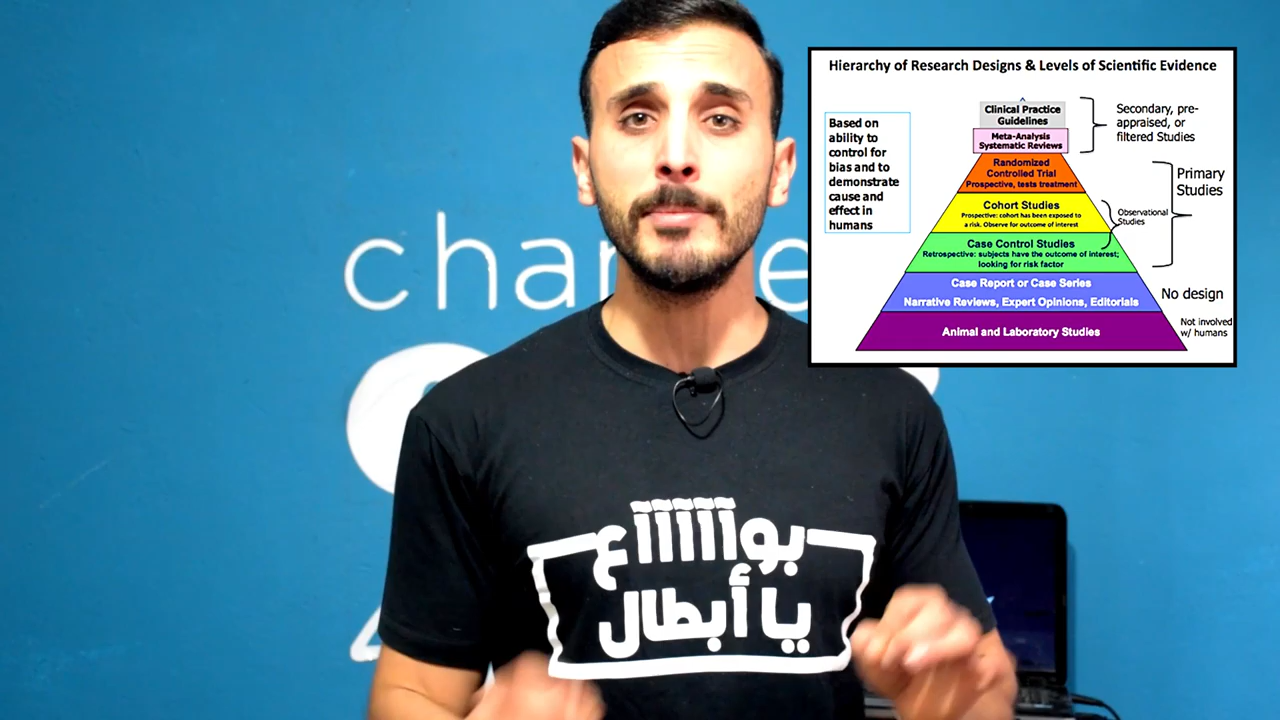 Hierarchy of Research Designs & Levels of Scientific Evidence
Based on
ability to
control for
bias and to
demonstrate
cause and
effect in
humans
Clinical Practice
Guidelines
Meta-Analysis
Systematic Reviews
Secondary, pre-
appraised, or
filtered Studies
Randomized
Controlled Trial
Prospective, tests treatment
Primary
Studies
Cohort Studies
Prospective: cohort has been exposed to
a risk. Observe for outcome of interest
Observational
Studies
Case Control Studies
Retrospective: subjects have the outcome of interest;
looking for risk factor
Case Report or Case Series
Narrative Reviews, Expert Opinions, Editorials
No design
Animal and Laboratory Studies
Not involved
w/ humans
بوآآآآآع
يا أبطال